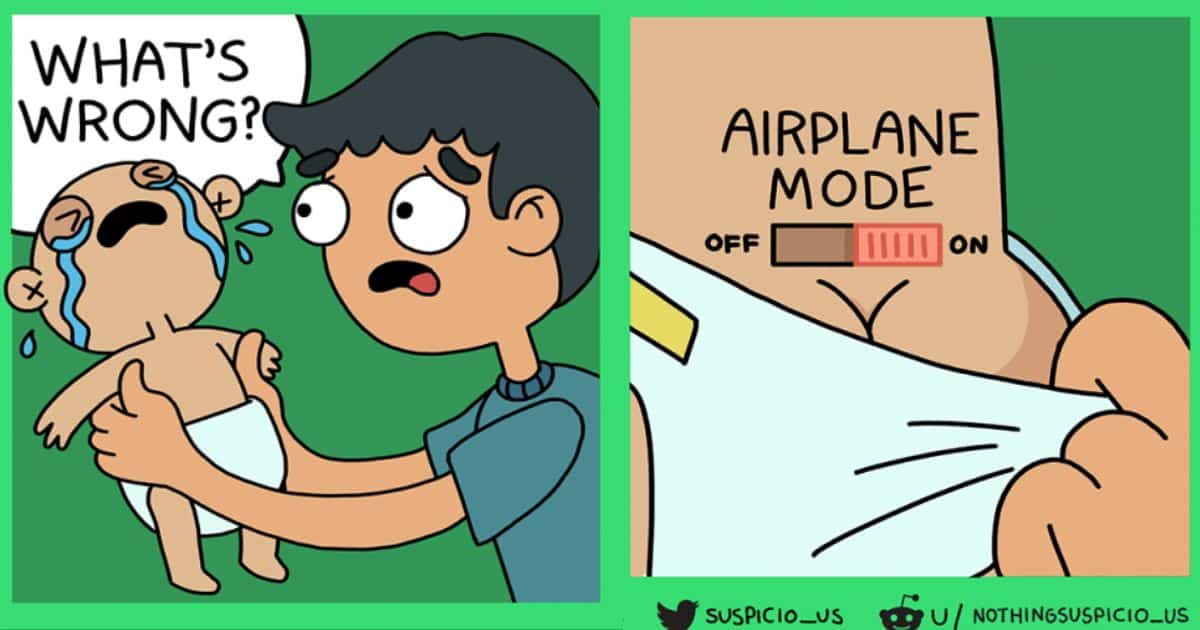 WHAT'S
WRONG?
AIRPLANE
MODE
OFF ON
SUSPICIO_US U/NOTHINGSUSPICIO_US